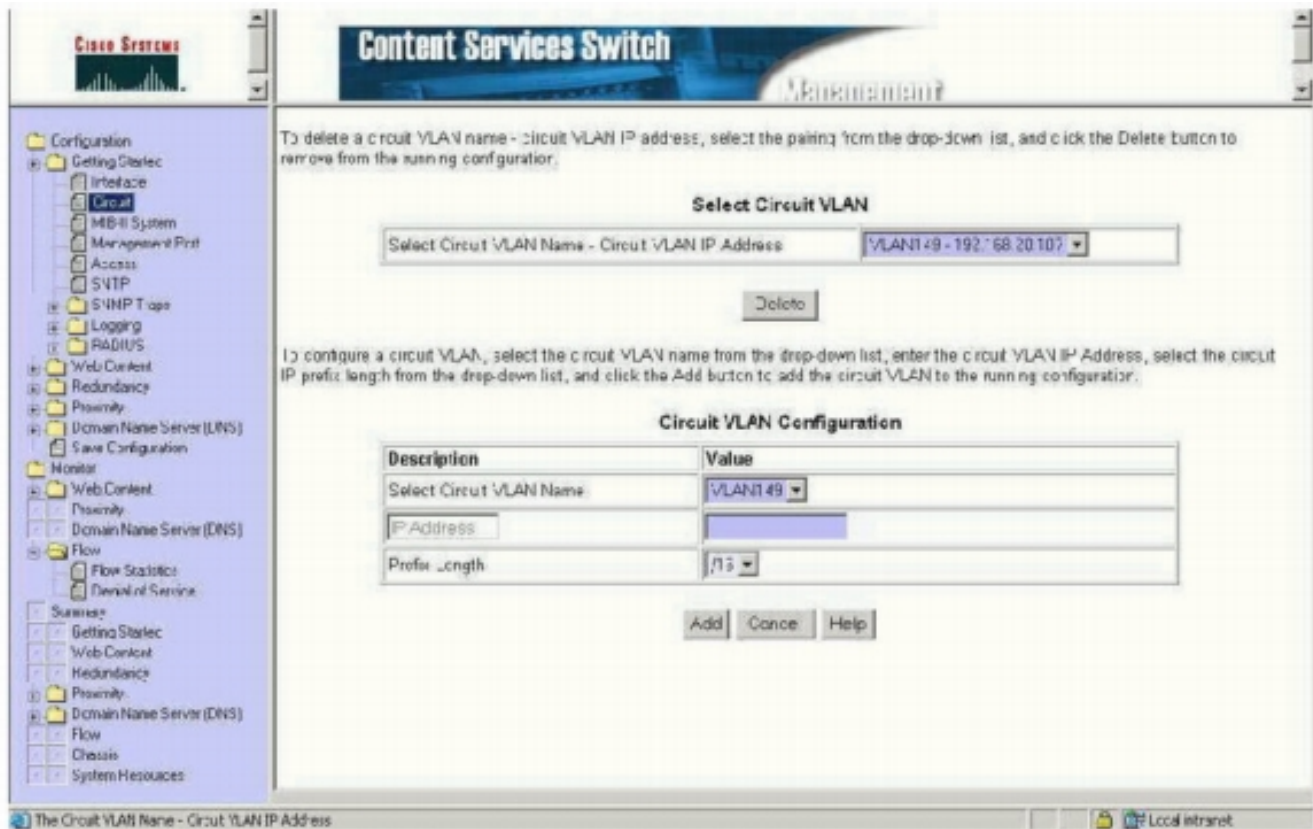 CISCO SYSTEMS
Content Services Switch
Management
Configuration
Getting Started
Interface
Circuit
MIB-II System
Management Port
Access
SNTP
SNMP Traps
Logging
RADIUS
Web Content
Redundancy
Proximity
Domain Name Server (DNS)
Save Configuration
Monitor
Web Content
Proximity
Domain Name Server (DNS)
Flow
Flow Statistics
Denial of Service
Summary
Getting Started
Web Content
Redundancy
Proximity
Domain Name Server (DNS)
Flow
Chassis
System Resources
To delete a circuit VLAN name - circuit VLAN IP address, select the pairing from the drop-down list, and click the Delete button to
remove from the running configuration.
Select Circuit VLAN
Select Circuit VLAN Name - Circuit VLAN IP Address
VLAN149 - 192.168.20.107
Delete
To configure a circuit VLAN, select the circuit VLAN name from the drop-down list, enter the circuit VLAN IP Address, select the circuit
IP prefix length from the drop-down list, and click the Add button to add the circuit VLAN to the running configuration.
Circuit VLAN Configuration
Description Value
Select Circuit VLAN Name VLAN149
IP Address
Prefix Length
Add Cancel Help
The Circuit VLAN Name - Circuit VLAN IP Address
Local intranet